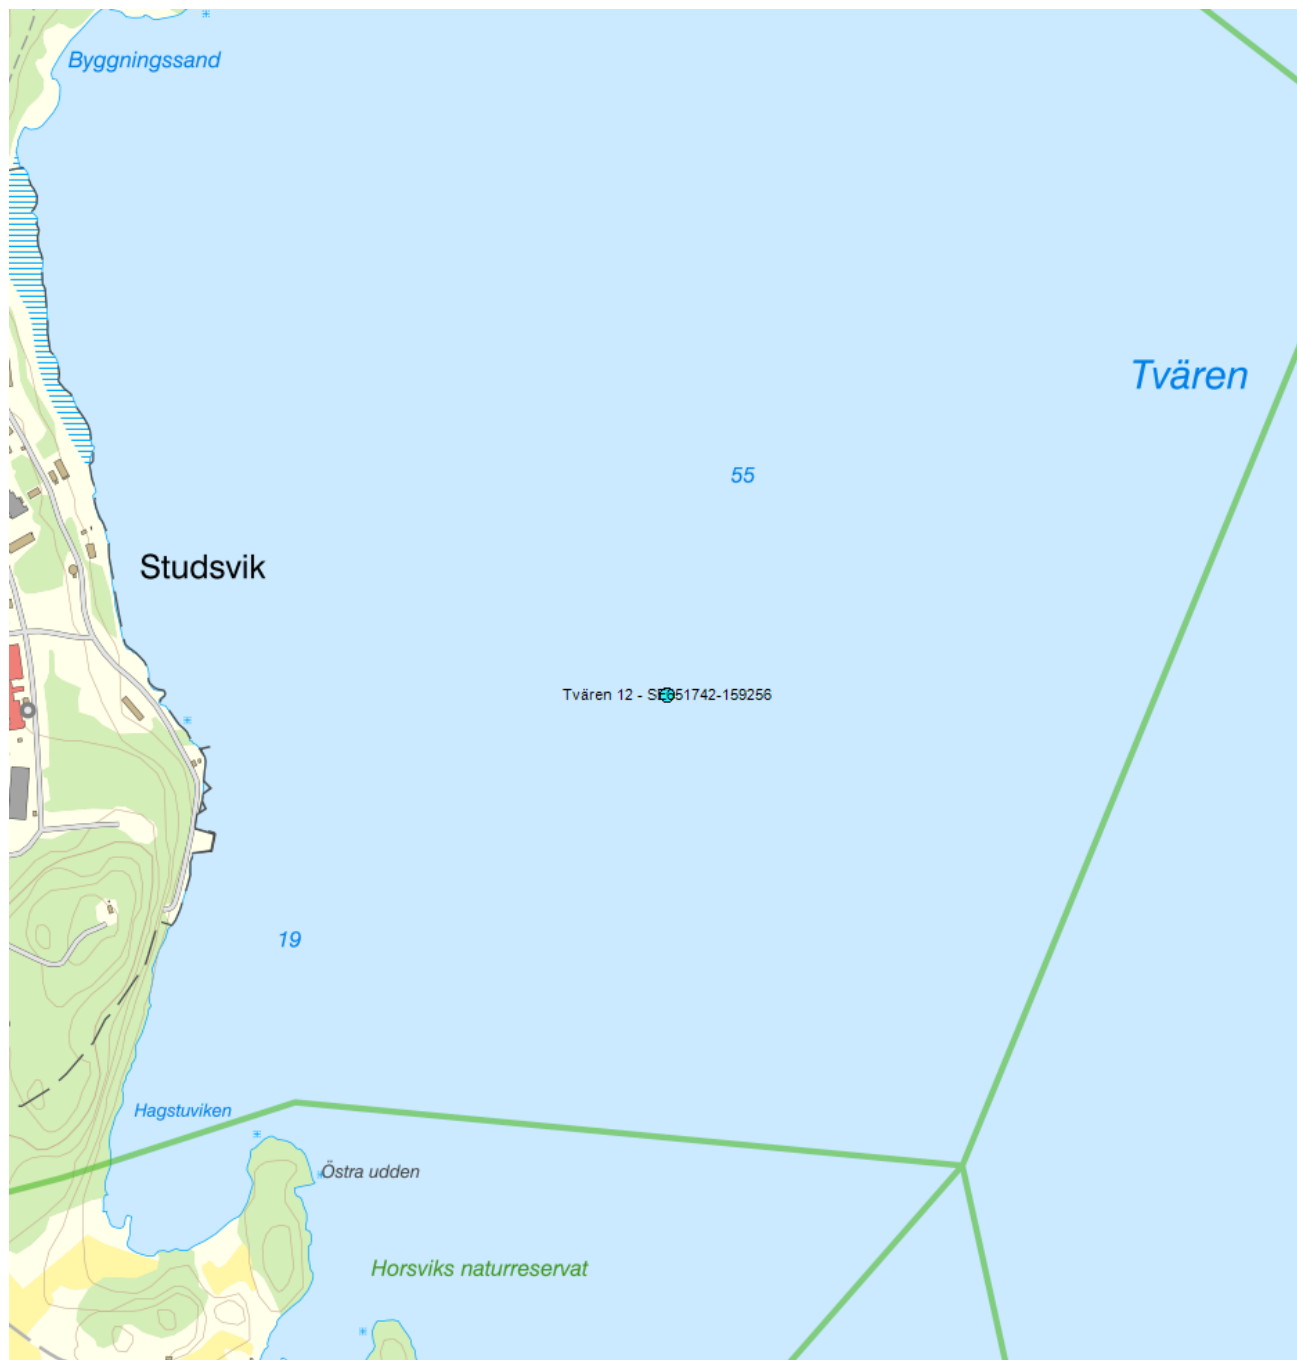 Byggningssand
Tvären
55
Studsvik
Tvären 12 - SE651742-159256
19
Hagstuviken
Östra udden
Horsviks naturreservat